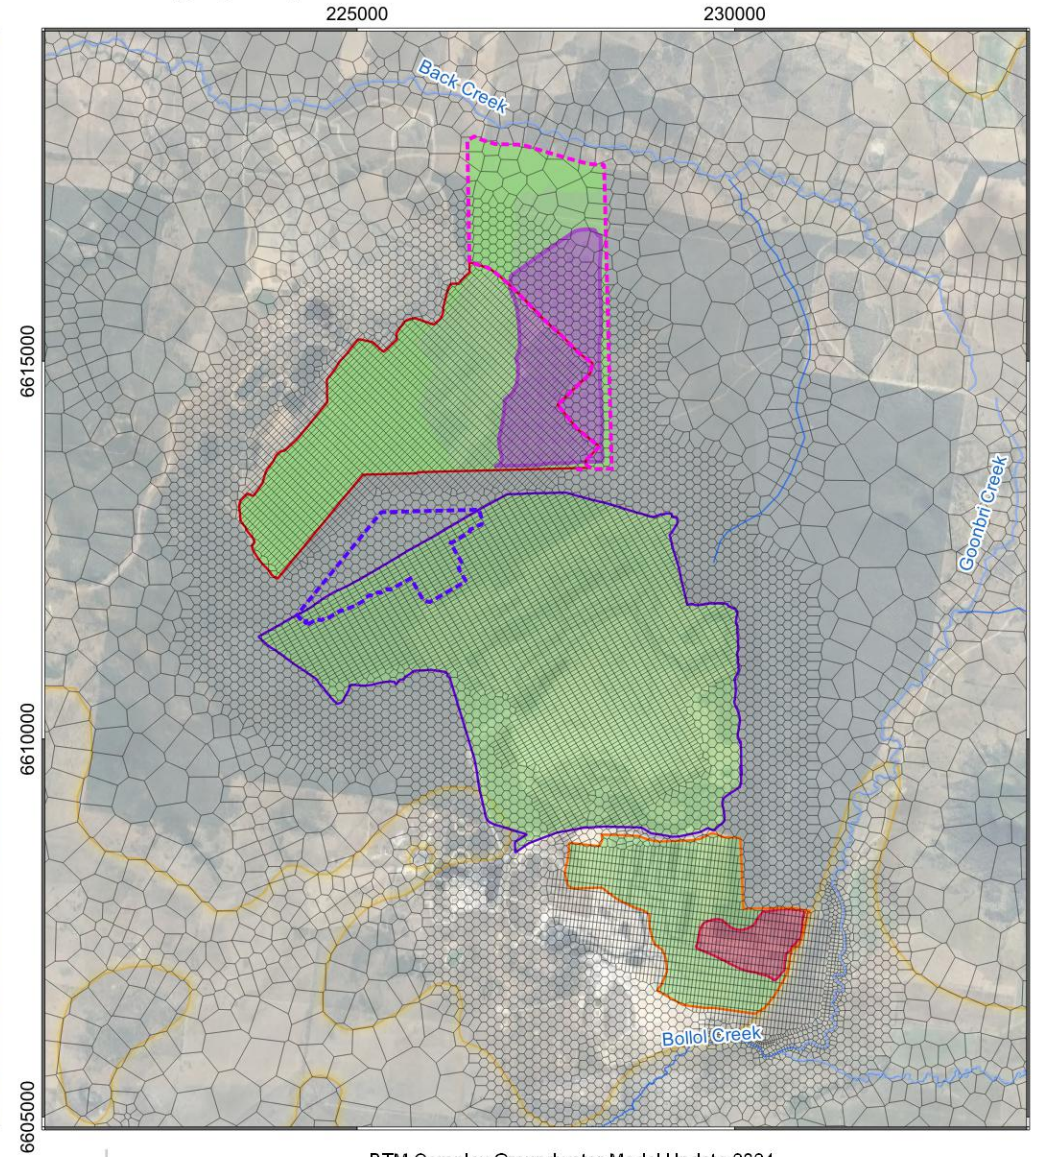 225000
230000
Back Creek
6615000
Goonbri Creek
6610000
Bollol Creek
6605000
BTM Complex Groundwater Model Update 2024